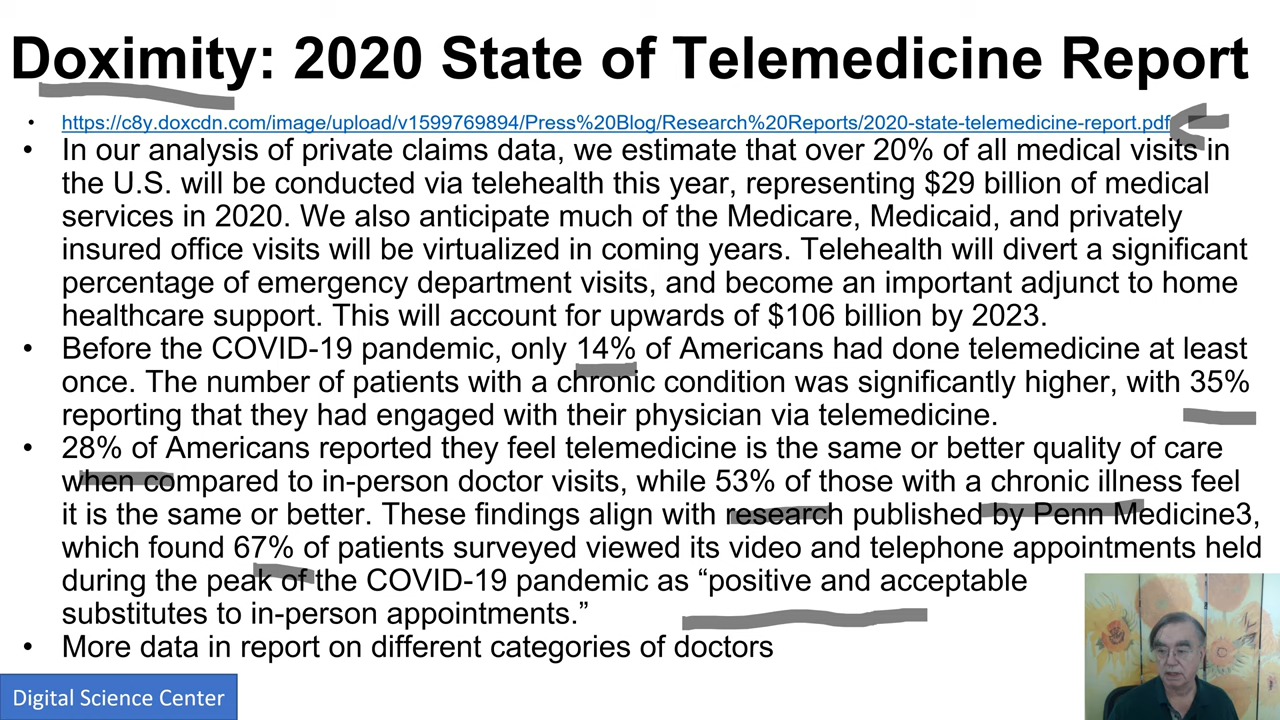 Doximity: 2020 State of Telemedicine Report
• https://c8y.doxcdn.com/image/upload/v1599769894/Press%20Blog/Research%20Reports/2020-state-telemedicine-report.pdf
• In our analysis of private claims data, we estimate that over 20% of all medical visits in
the U.S. will be conducted via telehealth this year, representing $29 billion of medical
services in 2020. We also anticipate much of the Medicare, Medicaid, and privately
insured office visits will be virtualized in coming years. Telehealth will divert a significant
percentage of emergency department visits, and become an important adjunct to home
healthcare support. This will account for upwards of $106 billion by 2023.
• Before the COVID-19 pandemic, only 14% of Americans had done telemedicine at least
once. The number of patients with a chronic condition was significantly higher, with 35%
reporting that they had engaged with their physician via telemedicine.
• 28% of Americans reported they feel telemedicine is the same or better quality of care
when compared to in-person doctor visits, while 53% of those with a chronic illness feel
it is the same or better. These findings align with research published by Penn Medicine3,
which found 67% of patients surveyed viewed its video and telephone appointments held
during the peak of the COVID-19 pandemic as “positive and acceptable
substitutes to in-person appointments.”
• More data in report on different categories of doctors
Digital Science Center